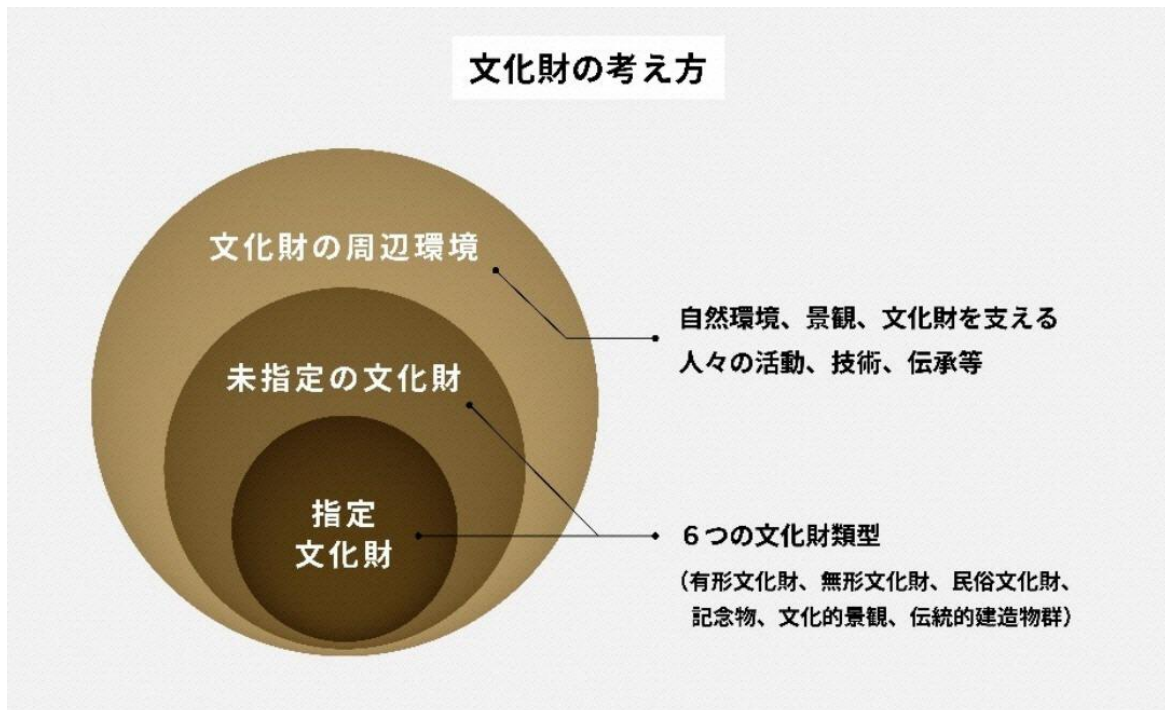 文化財の考え方
文化財の周辺環境
未指定の文化財
指定
文化財
自然環境、景観、文化財を支える
人々の活動、技術、伝承等
６つの文化財類型
（有形文化財、無形文化財、民俗文化財、
記念物、文化的景観、伝統的建造物群）